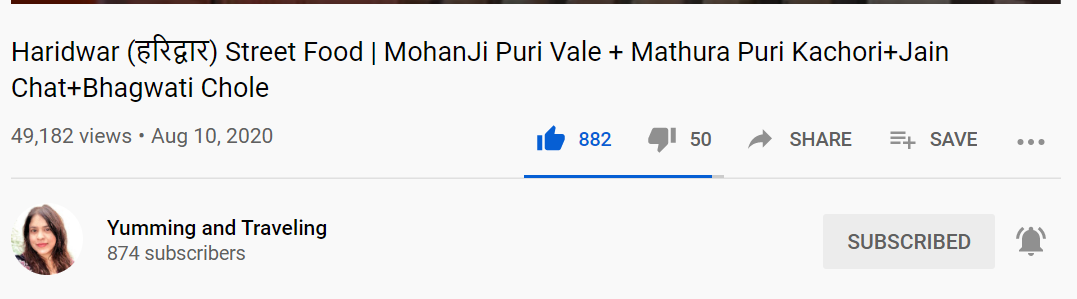 Haridwar (हरिद्वार) Street Food | MohanJi Puri Vale + Mathura Puri Kachori+Jain
Chat+Bhagwati Chole
49,182 views • Aug 10, 2020
882
50
SHARE
SAVE
Yumming and Traveling
874 subscribers
SUBSCRIBED